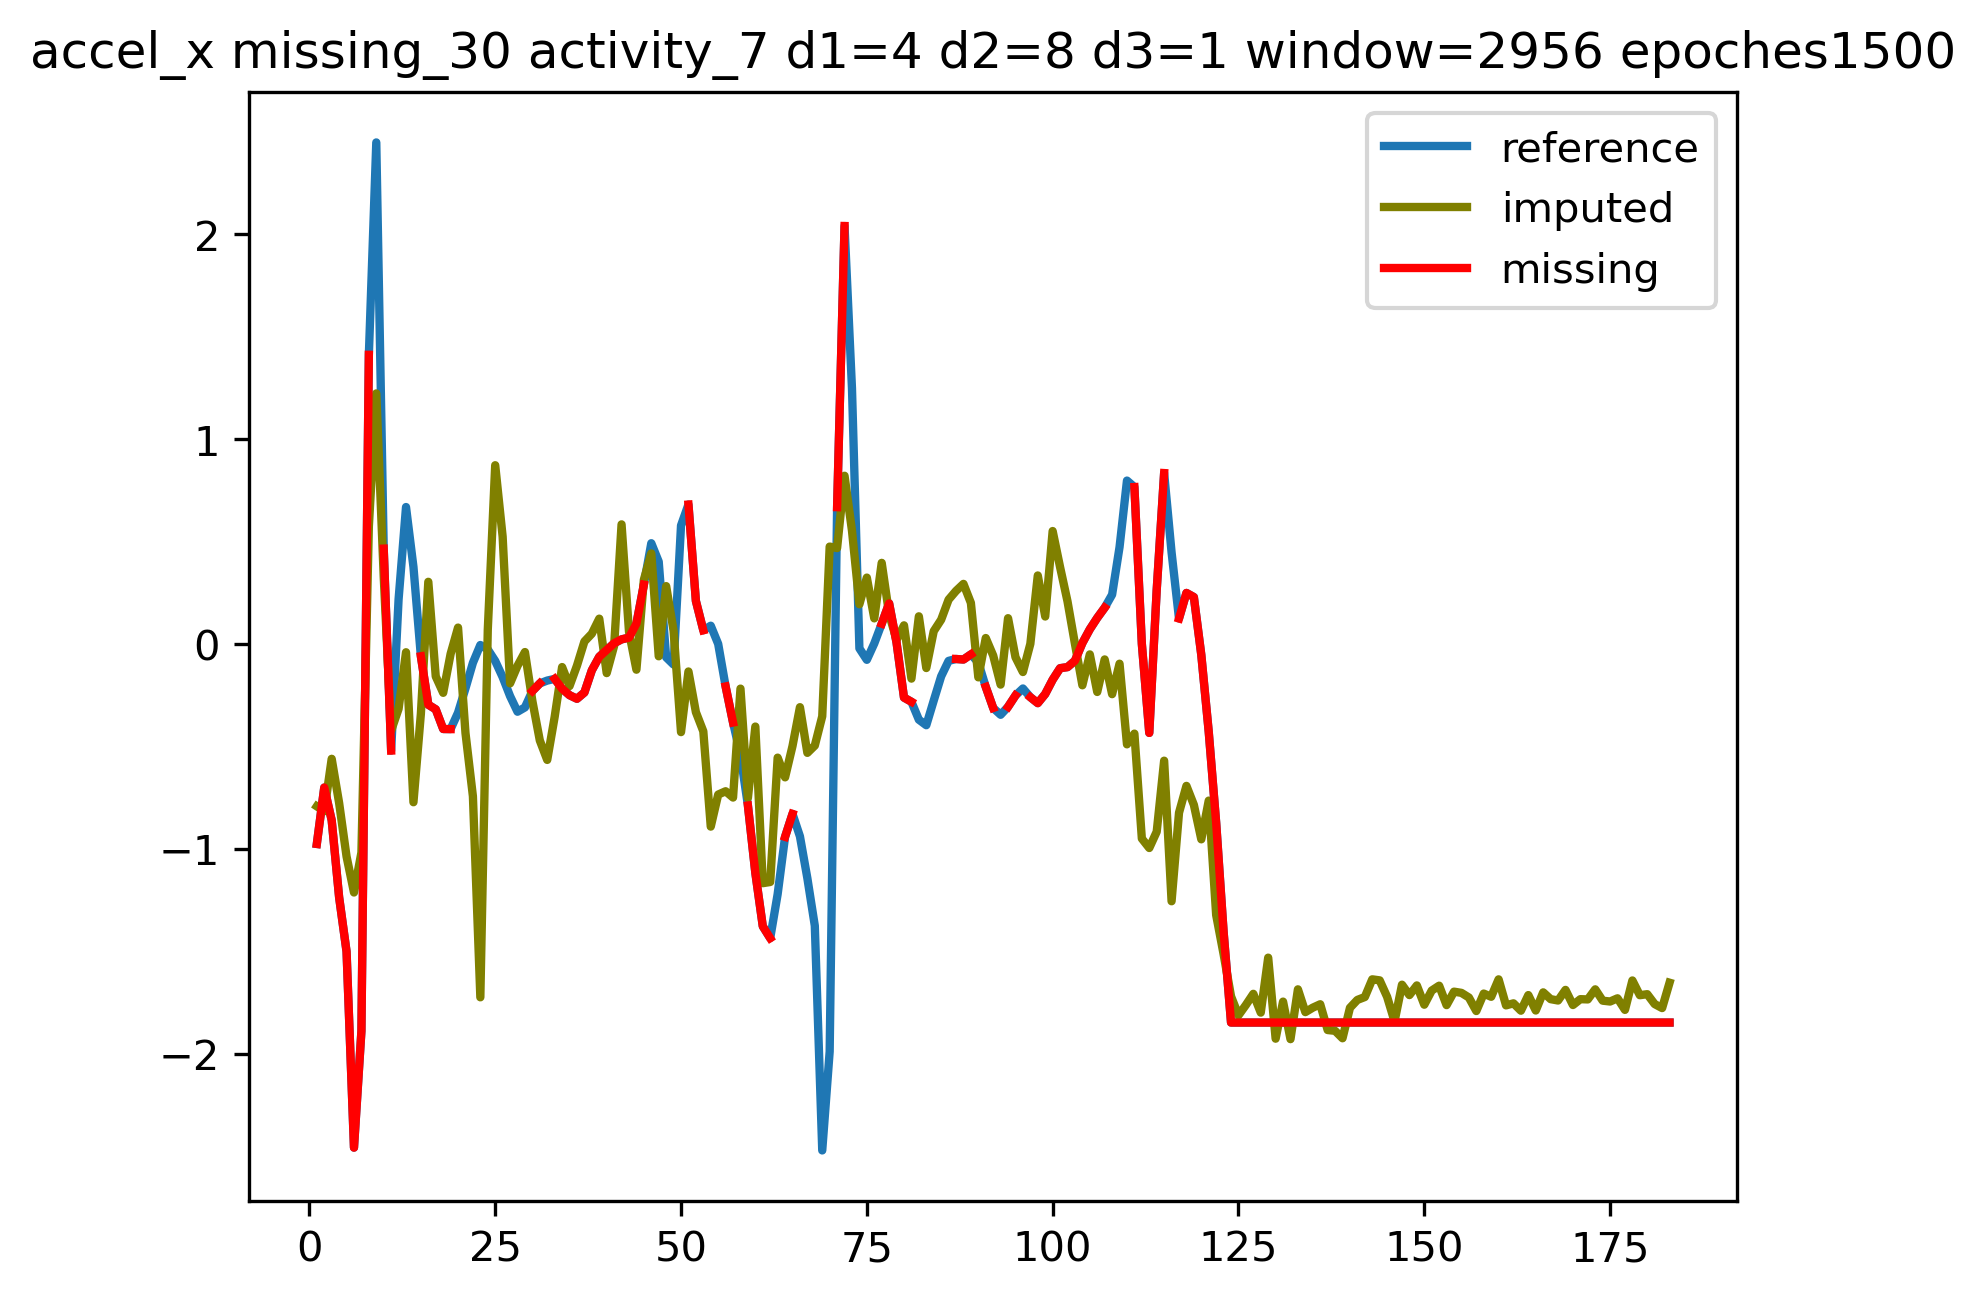 accel_x missing_30 activity_7 d1=4 d2=8 d3=1 window=2956 epoches1500
reference
imputed
missing
2
1
0
−1
−2
0 25 50 75 100 125 150 175